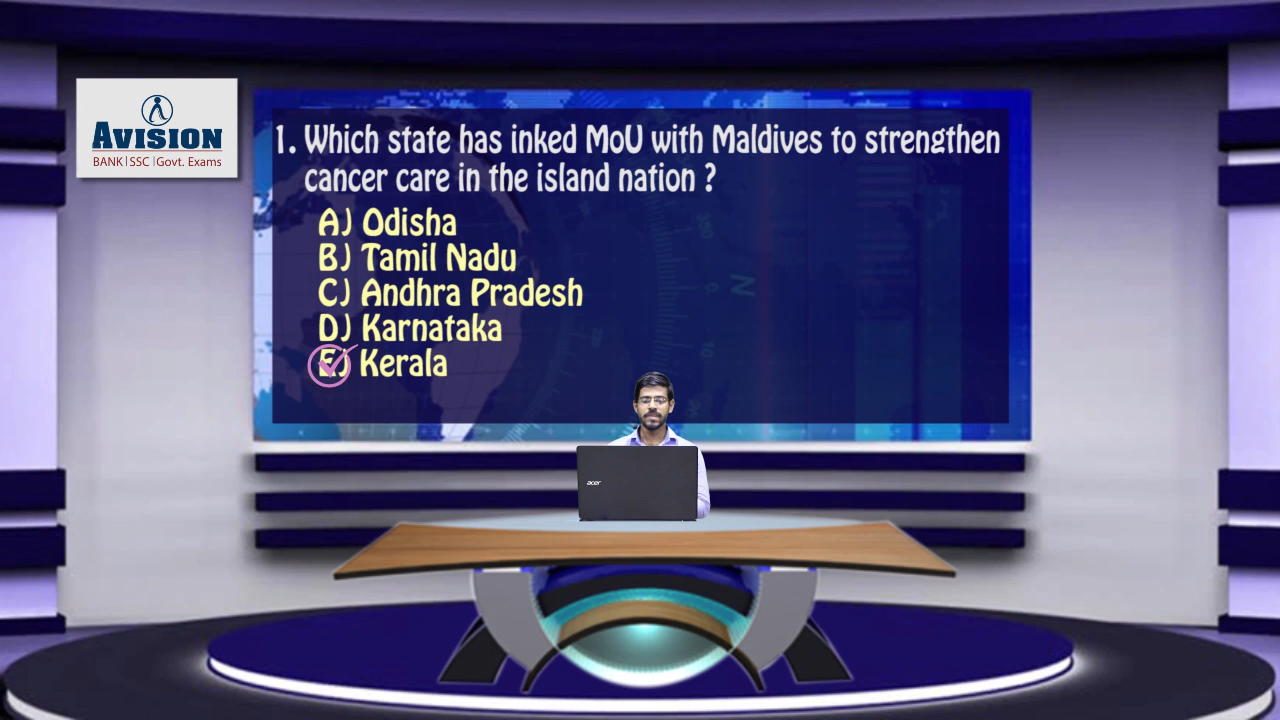 AVISION
BANK|SSC|Govt. Exams
1. Which state has inked MoU with Maldives to strengthen
cancer care in the island nation ?
A) Odisha
B) Tamil Nadu
C) Andhra Pradesh
D) Karnataka
E) Kerala
acer